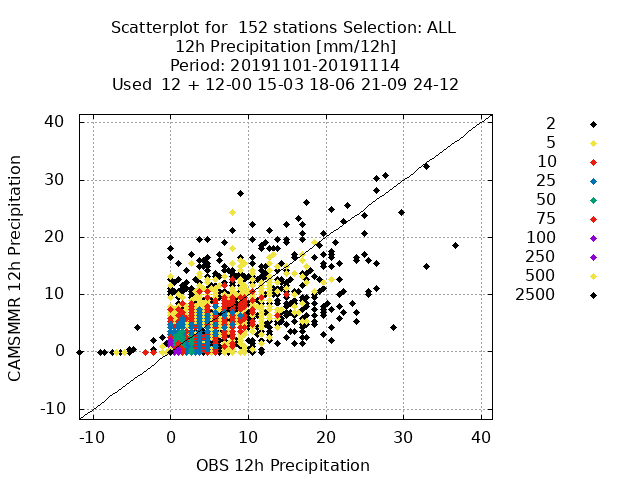 Scatterplot for  152 stations Selection: ALL
12h Precipitation [mm/12h]
Period: 20191101-20191114
Used  12 + 12-00 15-03 18-06 21-09 24-12
40
30
20
10
0
-10
CAMSMMR 12h Precipitation
-10 0 10 20 30 40
OBS 12h Precipitation
2
5
10
25
50
75
100
250
500
2500